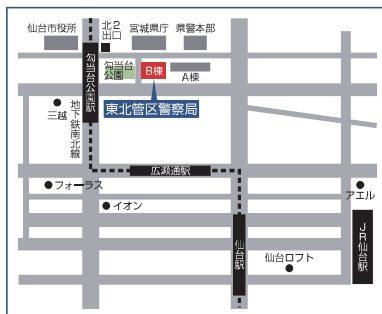 仙台市役所
北2
出口
宮城県庁
県警本部
勾当台公園駅
勾当台
公園
B棟
A棟
東北管区警察局
三越
地下鉄南北線
広瀬通駅
フォーラス
イオン
アエル
仙台駅
JR仙台駅
仙台ロフト